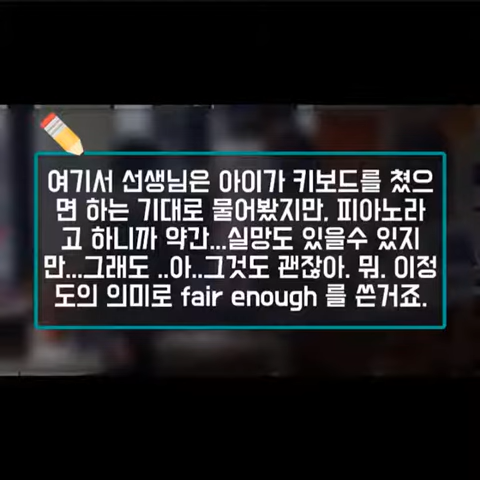 여기서 선생님은 아이가 키보드를 쳤으
면 하는 기대로 물어봤지만, 피아노라
고 하니까 약간...실망도 있을수 있지
만...그래도 ..아..그것도 괜잖아. 뭐. 이정
도의 의미로 fair enough 를 쓴거죠.